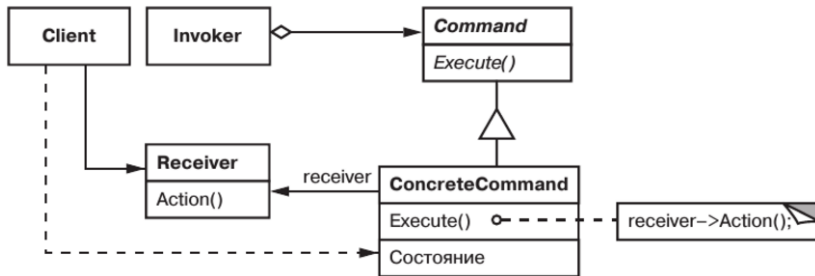 Client
Invoker
Command
Execute()
Receiver
Action()
receiver
ConcreteCommand
Execute()
receiver–>Action();
Состояние